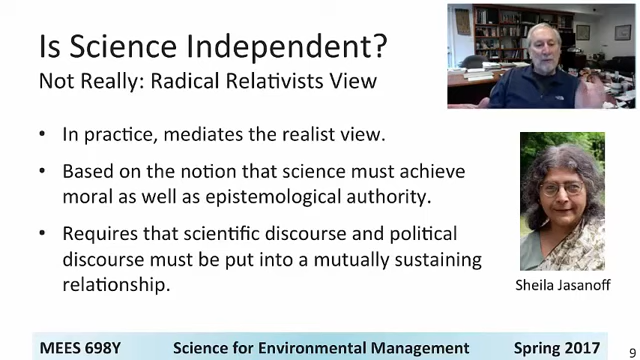 Is Science Independent?
Not Really: Radical Relativists View
• In practice, mediates the realist view.
• Based on the notion that science must achieve
moral as well as epistemological authority.
• Requires that scientific discourse and political
discourse must be put into a mutually sustaining
relationship.
Sheila Jasanoff
MEES 698Y Science for Environmental Management Spring 2017
9